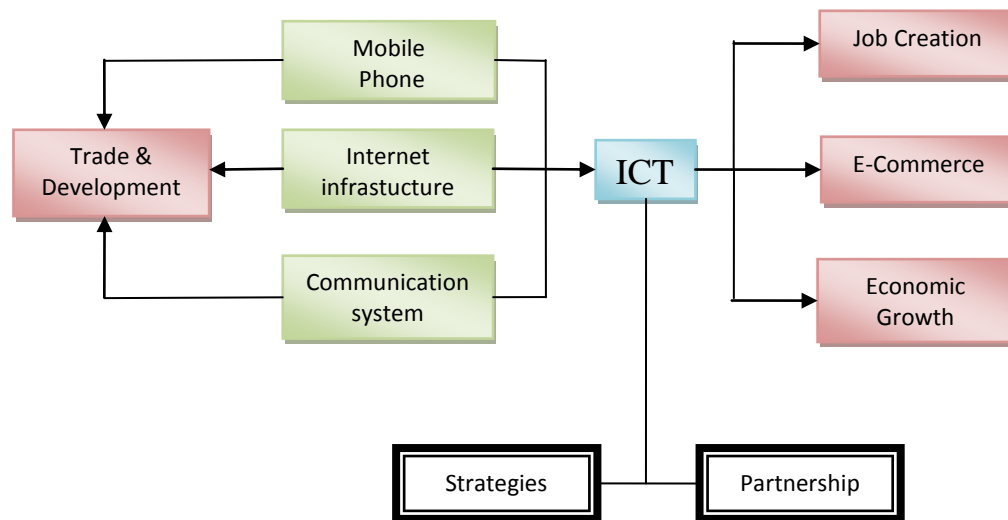 Mobile
Phone
Job Creation
Trade &
Development
Internet
infrastucture
ICT
E-Commerce
Communication
system
Economic
Growth
Strategies
Partnership